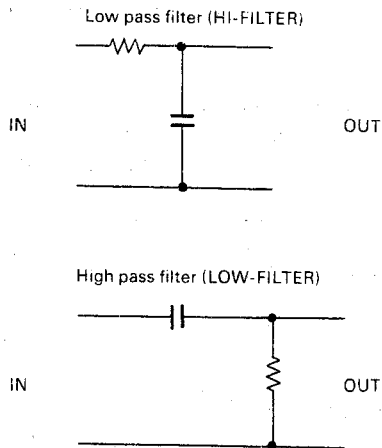 Low pass filter (HI-FILTER)
IN
OUT
High pass filter (LOW-FILTER)
IN
OUT